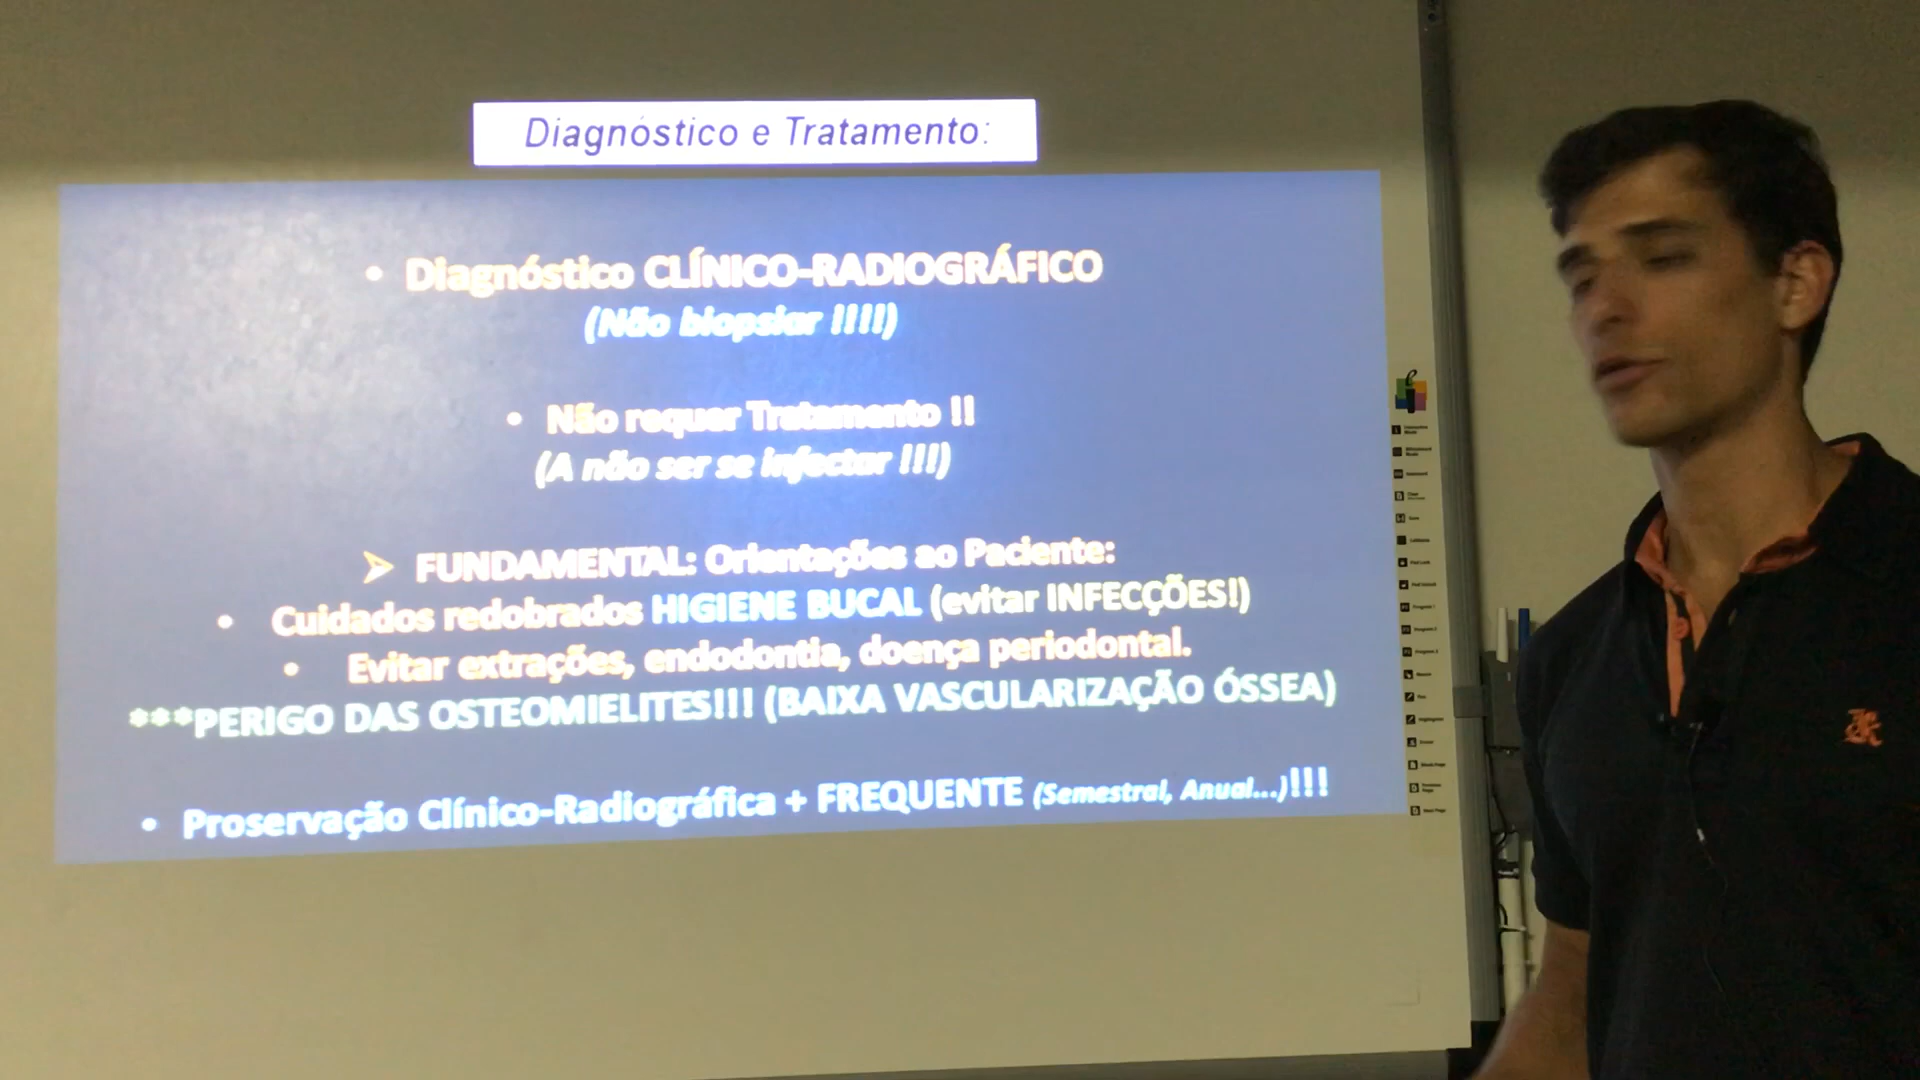 Diagnóstico e Tratamento:
• Diagnóstico CLÍNICO-RADIOGRÁFICO
(Não biopsiar !!!!)
• Não requer Tratamento !!
(A não ser se infectar !!!)
➢ FUNDAMENTAL: Orientações ao Paciente:
• Cuidados redobrados HIGIENE BUCAL (evitar INFECÇÕES!)
• Evitar extrações, endodontia, doença periodontal.
***PERIGO DAS OSTEOMIELITES!!! (BAIXA VASCULARIZAÇÃO ÓSSEA)
• Proservação Clínico-Radiográfica + FREQUENTE (Semestral, Anual...)!!!